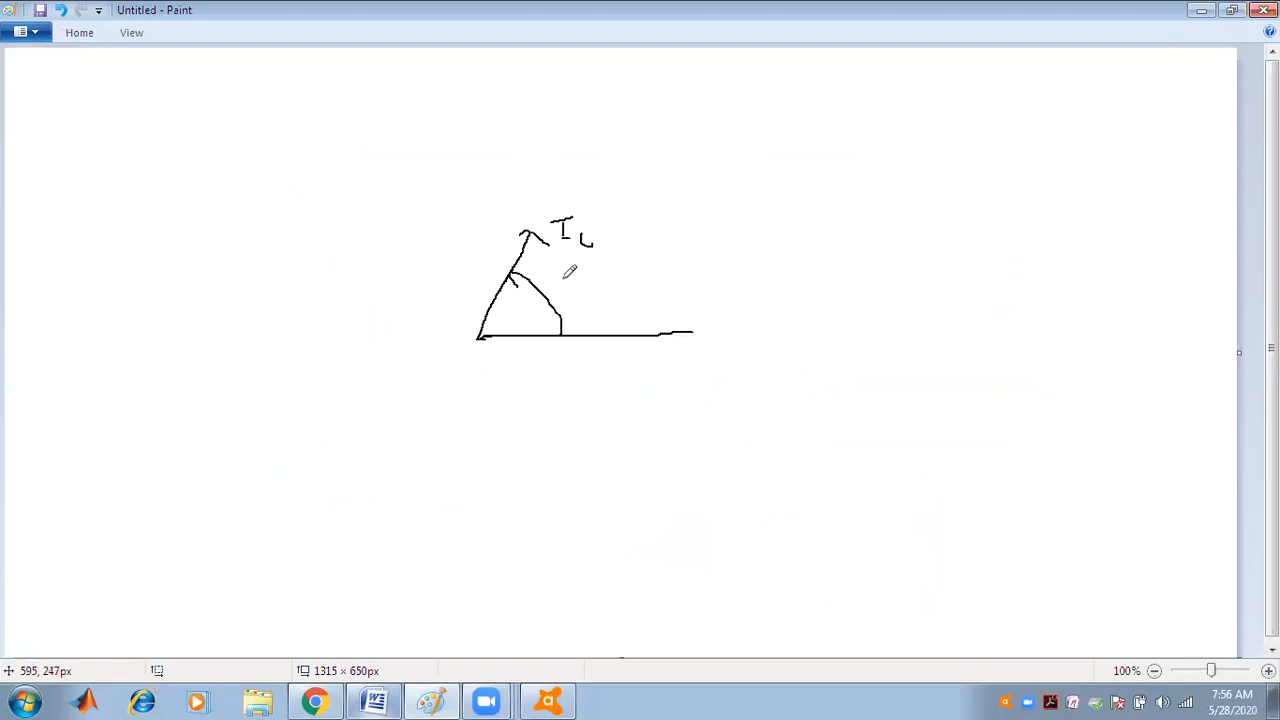 Untitled - Paint
Home View
I L
595, 247px
1315 × 650px
100%
7:56 AM
5/28/2020